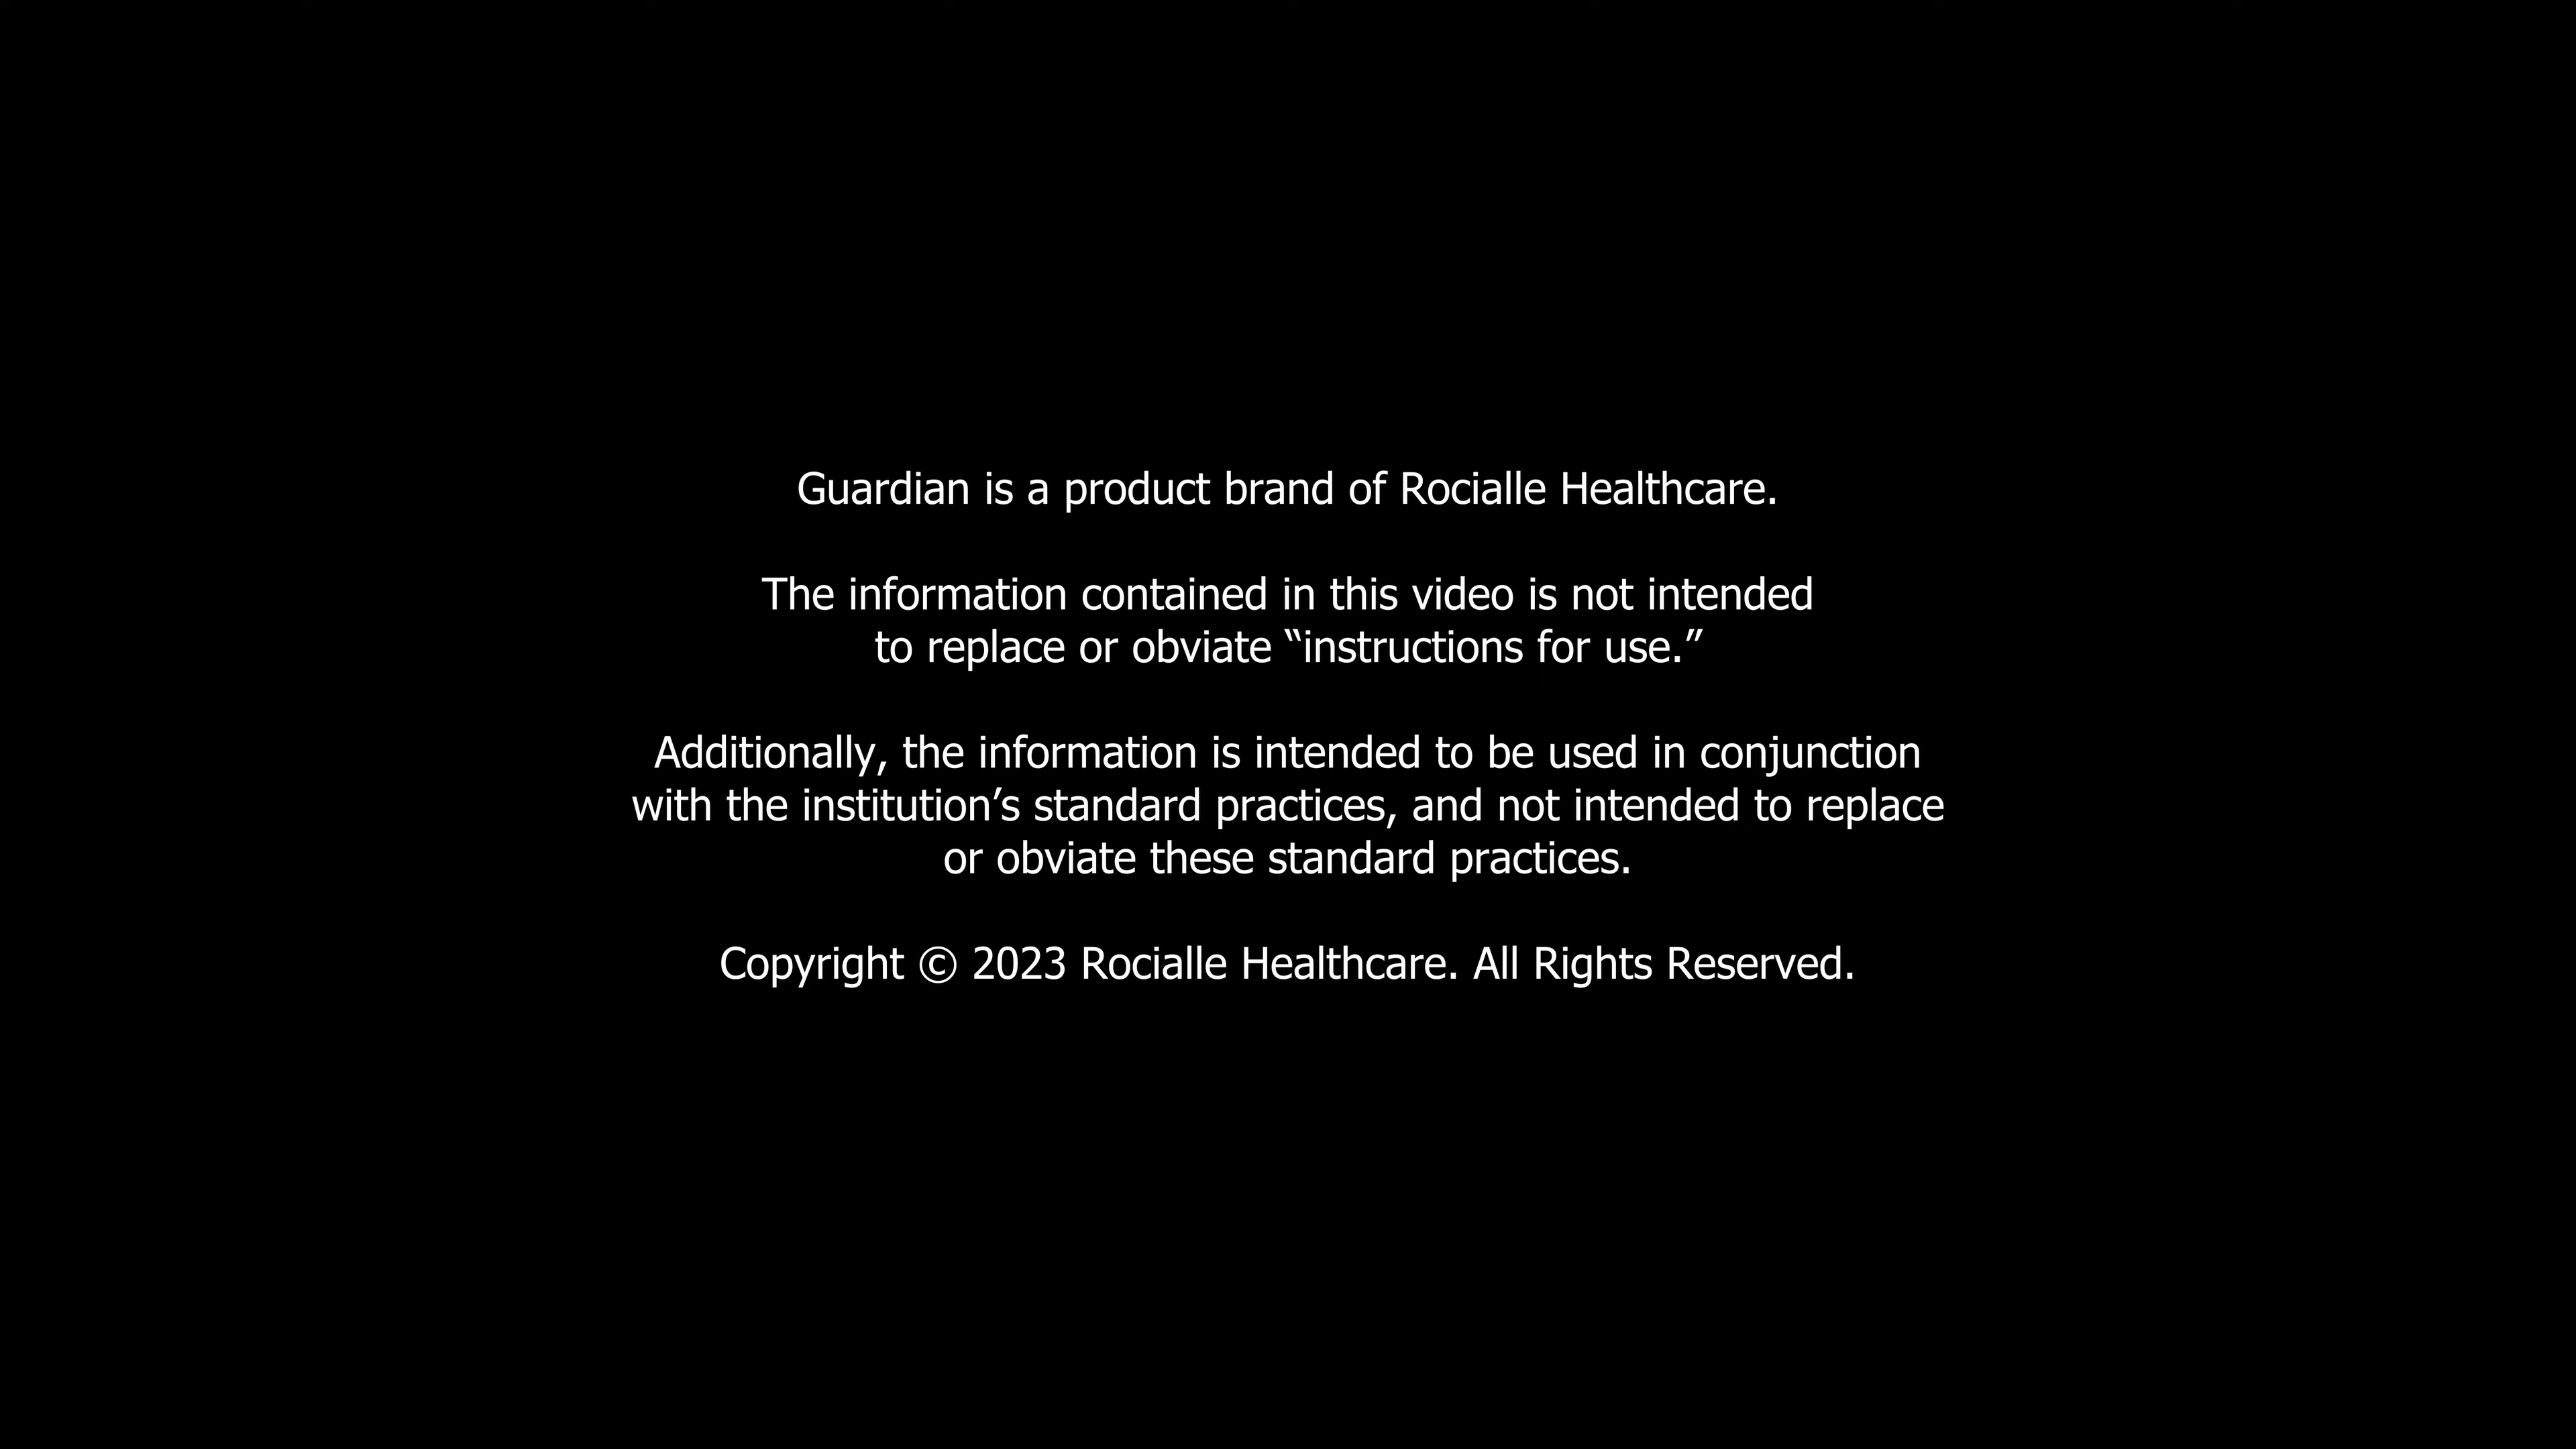 Guardian is a product brand of Rocialle Healthcare.
The information contained in this video is not intended
to replace or obviate “instructions for use.”
Additionally, the information is intended to be used in conjunction
with the institution’s standard practices, and not intended to replace
or obviate these standard practices.
Copyright © 2023 Rocialle Healthcare. All Rights Reserved.